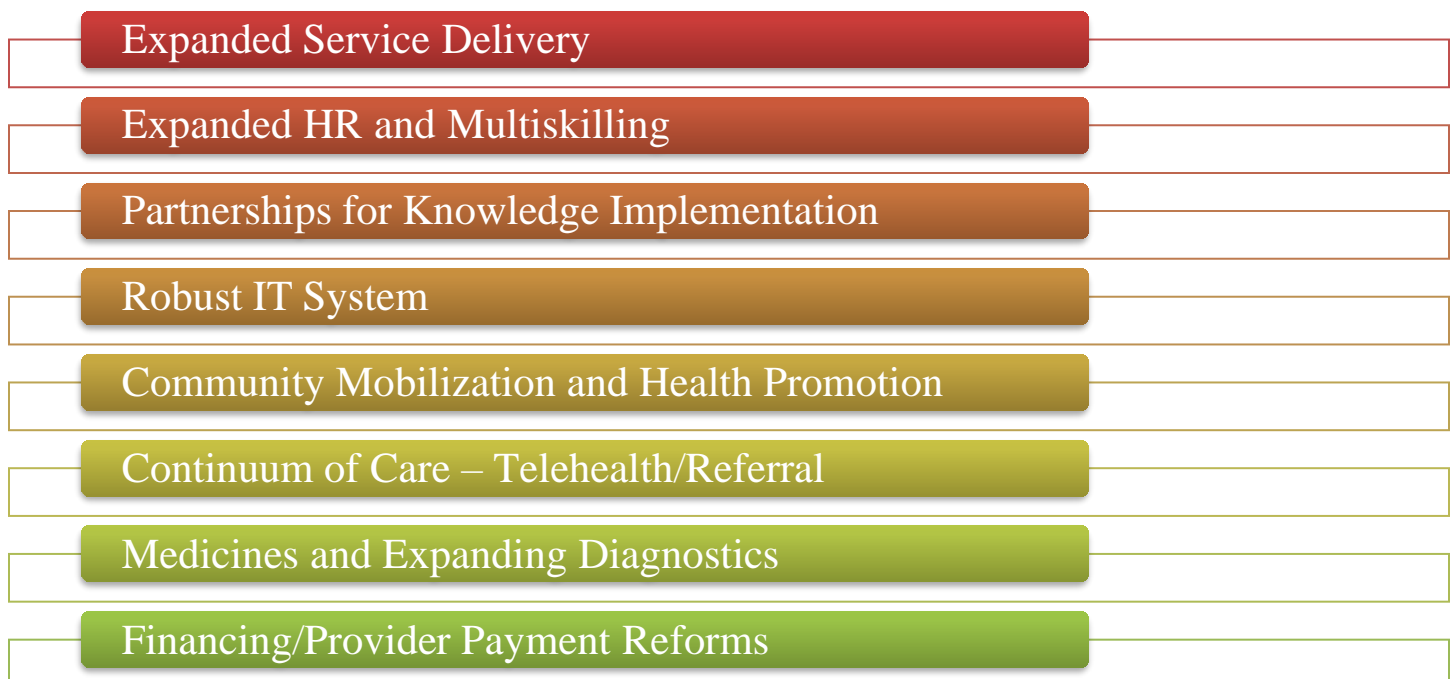 Expanded Service Delivery
Expanded HR and Multiskilling
Partnerships for Knowledge Implementation
Robust IT System
Community Mobilization and Health Promotion
Continuum of Care – Telehealth/Referral
Medicines and Expanding Diagnostics
Financing/Provider Payment Reforms